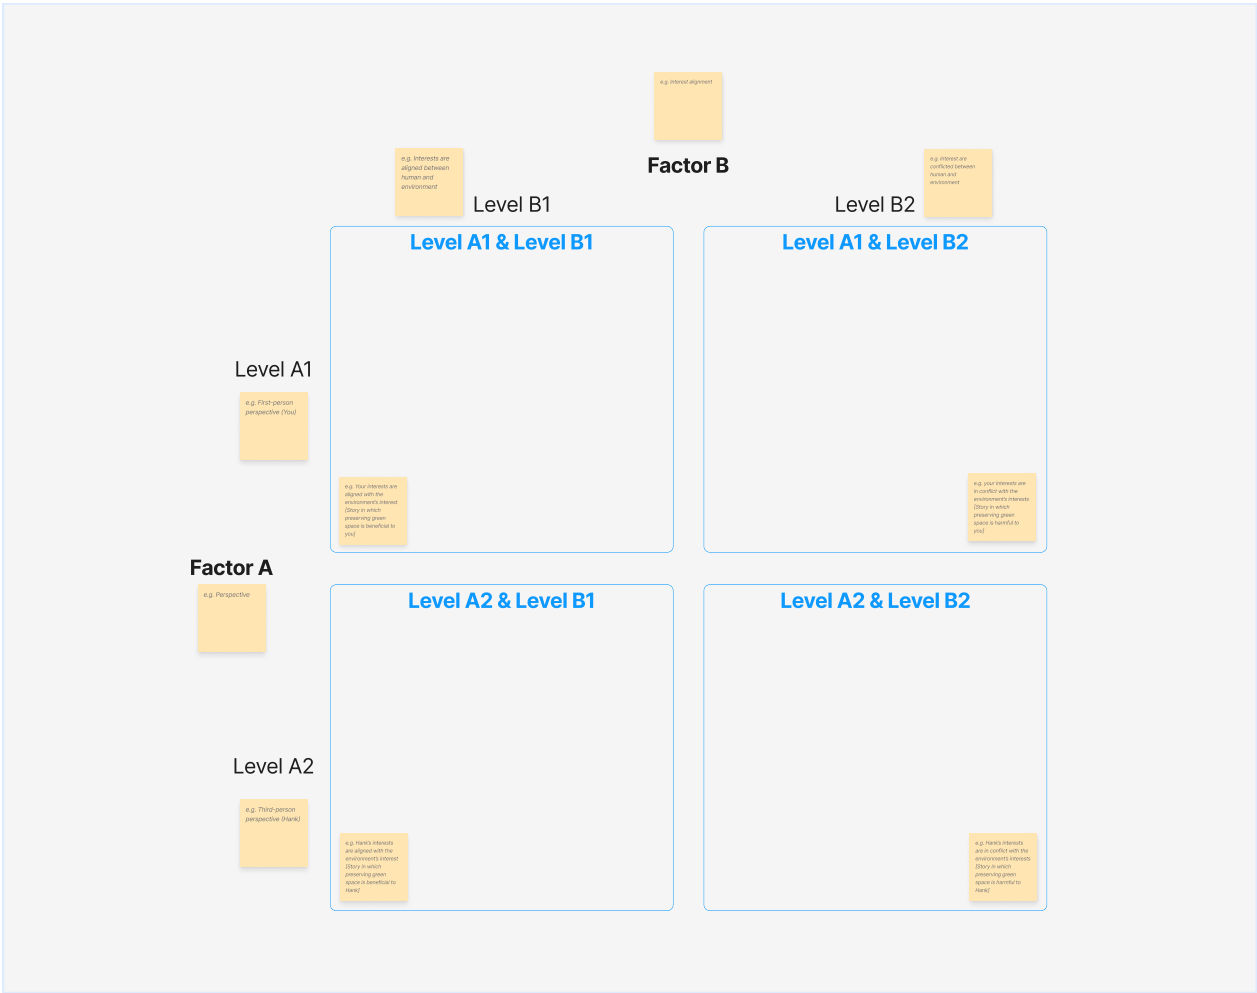 e.g. Interest alignment
Factor B
e.g. Interests are
aligned between
human and
environment
Level B1
Level B2
e.g. interest are
conflicted between
human and
environment
Level A1 & Level B1
Level A1 & Level B2
Level A1
e.g. First-person
perspective (You)
e.g. Your interests are
aligned with the
environment's interest
[Story in which
preserving green
space is beneficial to
you]
e.g. your interests are
in conflict with the
environment's interests
[Story in which
preserving green
space is harmful to
you]
Factor A
e.g. Perspective
Level A2 & Level B1
Level A2 & Level B2
Level A2
e.g. Third-person
perspective (Hank)
e.g. Hank's interests
are aligned with the
environment's interest
[Story in which
preserving green
space is beneficial to
Hank]
e.g. Hank's interests
are in conflict with the
environment's interests
[Story in which
preserving green
space is harmful to
Hank]